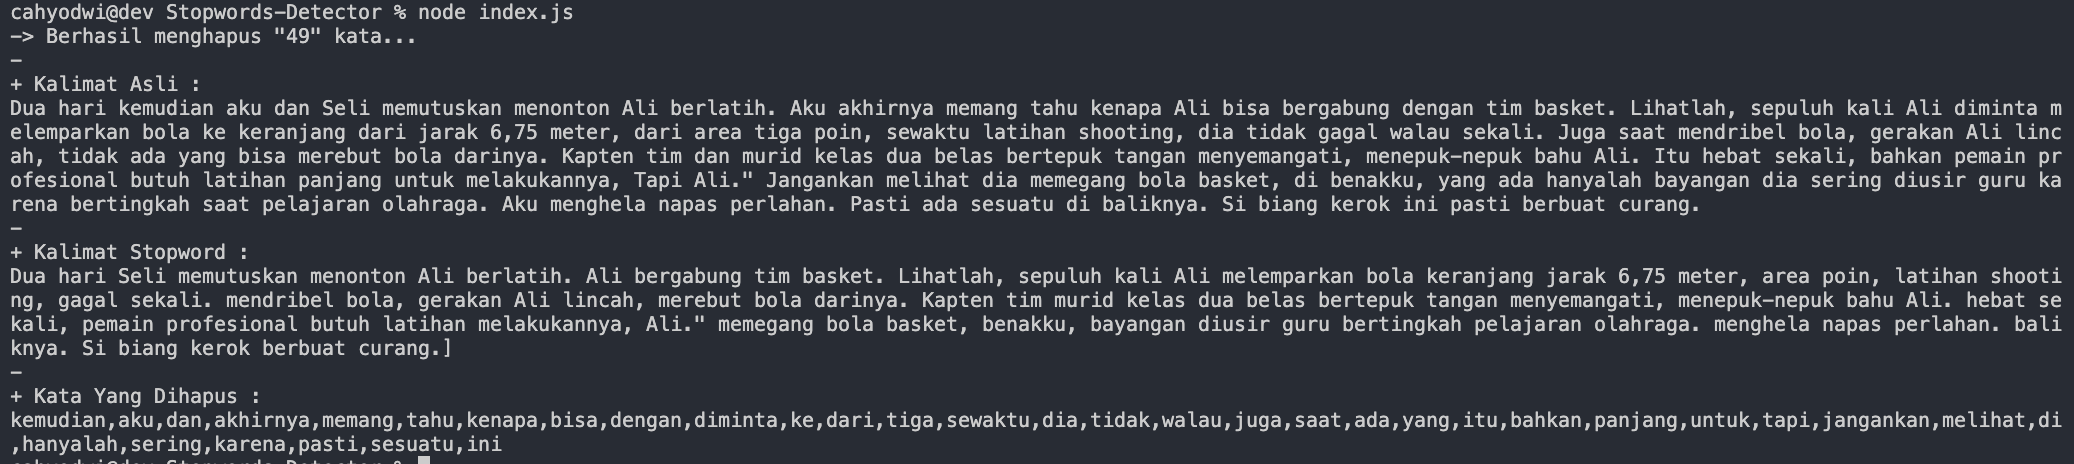 cahyodwi@dev Stopwords-Detector % node index.js
-> Berhasil menghapus "49" kata...
-
+ Kalimat Asli :
Dua hari kemudian aku dan Seli memutuskan menonton Ali berlatih. Aku akhirnya memang tahu kenapa Ali bisa bergabung dengan tim basket. Lihatlah, sepuluh kali Ali diminta m
elemparkan bola ke keranjang dari jarak 6,75 meter, dari area tiga poin, sewaktu latihan shooting, dia tidak gagal walau sekali. Juga saat mendribel bola, gerakan Ali linc
ah, tidak ada yang bisa merebut bola darinya. Kapten tim dan murid kelas dua belas bertepuk tangan menyemangati, menepuk-nepuk bahu Ali. Itu hebat sekali, bahkan pemain pr
ofesional butuh latihan panjang untuk melakukannya, Tapi Ali." Jangankan melihat dia memegang bola basket, di benakku, yang ada hanyalah bayangan dia sering diusir guru ka
rena bertingkah saat pelajaran olahraga. Aku menghela napas perlahan. Pasti ada sesuatu di baliknya. Si biang kerok ini pasti berbuat curang.
-
+ Kalimat Stopword :
Dua hari Seli memutuskan menonton Ali berlatih. Ali bergabung tim basket. Lihatlah, sepuluh kali Ali melemparkan bola keranjang jarak 6,75 meter, area poin, latihan shooti
ng, gagal sekali. mendribel bola, gerakan Ali lincah, merebut bola darinya. Kapten tim murid kelas dua belas bertepuk tangan menyemangati, menepuk-nepuk bahu Ali. hebat se
kali, pemain profesional butuh latihan melakukannya, Ali." memegang bola basket, benakku, bayangan diusir guru bertingkah pelajaran olahraga. menghela napas perlahan. bali
knya. Si biang kerok berbuat curang.]
-
+ Kata Yang Dihapus :
kemudian,aku,dan,akhirnya,memang,tahu,kenapa,bisa,dengan,diminta,ke,dari,tiga,sewaktu,dia,tidak,walau,juga,saat,ada,yang,itu,bahkan,panjang,untuk,tapi,jangankan,melihat,di
,hanyalah,sering,karena,pasti,sesuatu,ini
cahyodwi@dev Stopwords-Detector %